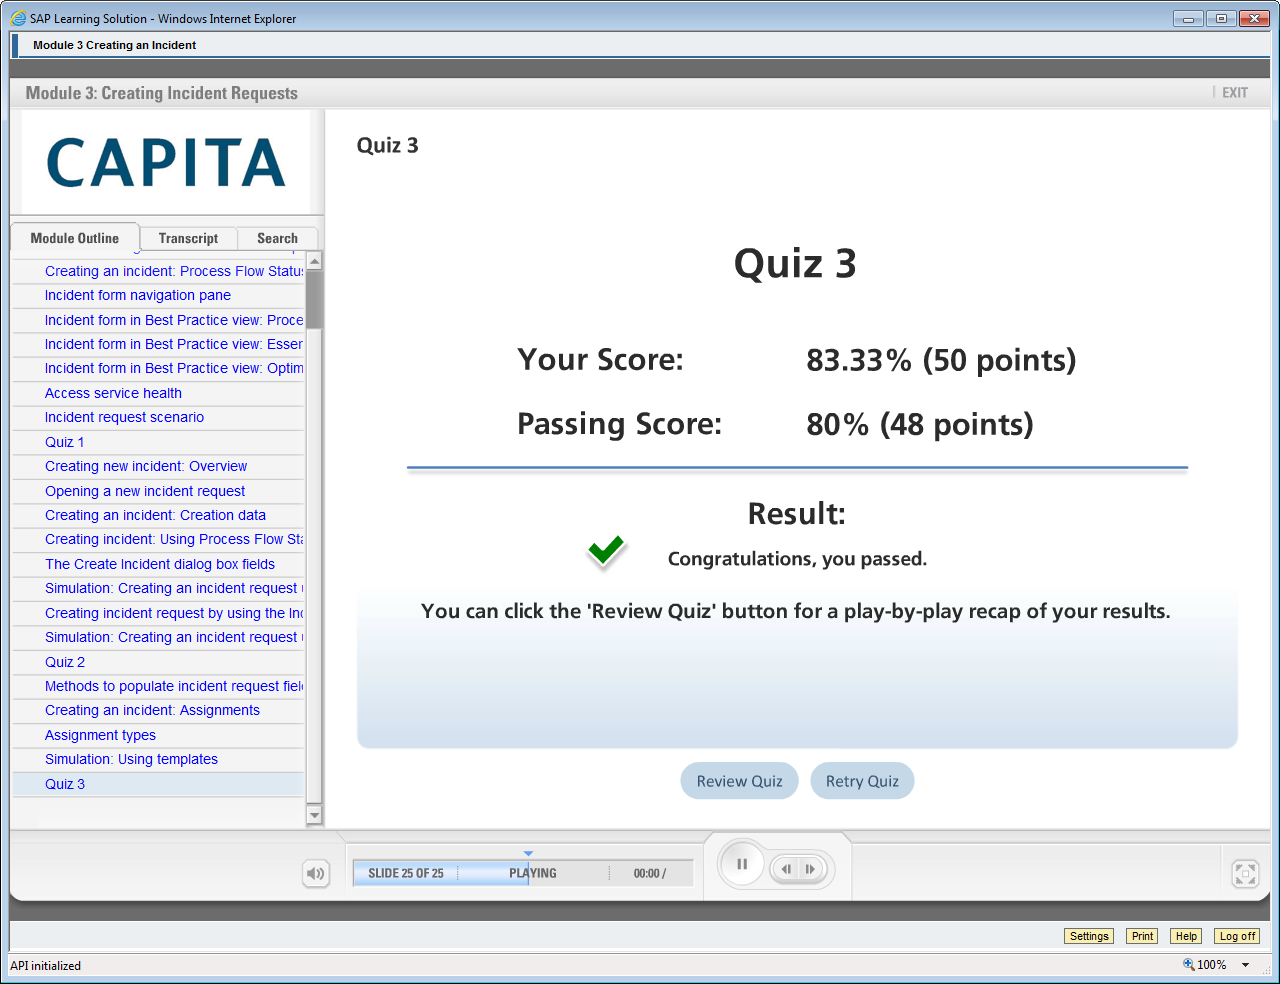 SAP Learning Solution - Windows Internet Explorer
Module 3 Creating an Incident
Module 3: Creating Incident Requests
EXIT
CAPITA
Module Outline
Transcript
Search
Creating an incident: Process Flow Status
Incident form navigation pane
Incident form in Best Practice view: Proce
Incident form in Best Practice view: Esser
Incident form in Best Practice view: Optim
Access service health
Incident request scenario
Quiz 1
Creating new incident: Overview
Opening a new incident request
Creating an incident: Creation data
Creating incident: Using Process Flow Sta
The Create Incident dialog box fields
Simulation: Creating an incident request u
Creating incident request by using the Inc
Simulation: Creating an incident request u
Quiz 2
Methods to populate incident request field
Creating an incident: Assignments
Assignment types
Simulation: Using templates
Quiz 3
Quiz 3
Quiz 3
Your Score: 83.33% (50 points)
Passing Score: 80% (48 points)
Result:
Congratulations, you passed.
You can click the 'Review Quiz' button for a play-by-play recap of your results.
Review Quiz
Retry Quiz
SLIDE 25 OF 25
PLAYING
00:00 /
Settings
Print
Help
Log off
API initialized
100%